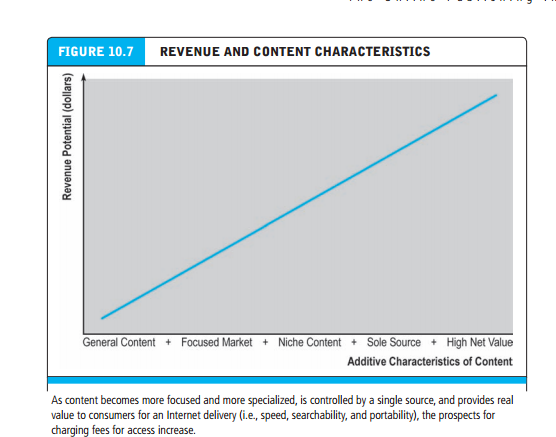 FIGURE 10.7 REVENUE AND CONTENT CHARACTERISTICS
Revenue Potential (dollars)
General Content + Focused Market + Niche Content + Sole Source + High Net Value
Additive Characteristics of Content
As content becomes more focused and more specialized, is controlled by a single source, and provides real
value to consumers for an Internet delivery (i.e., speed, searchability, and portability), the prospects for
charging fees for access increase.